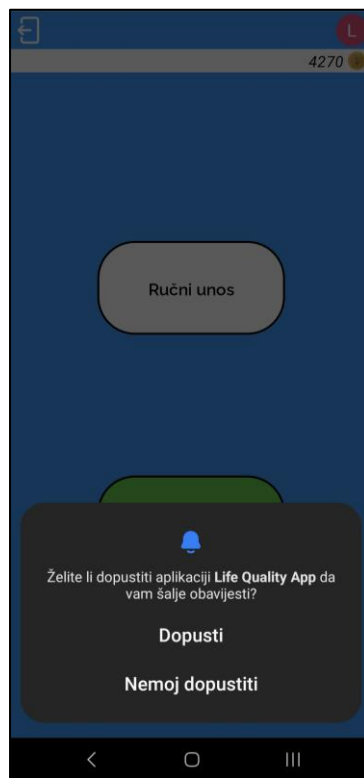 L
4270
Ručni unos
Želite li dopustiti aplikaciji Life Quality App da
vam šalje obavijesti?
Dopusti
Nemoj dopustiti